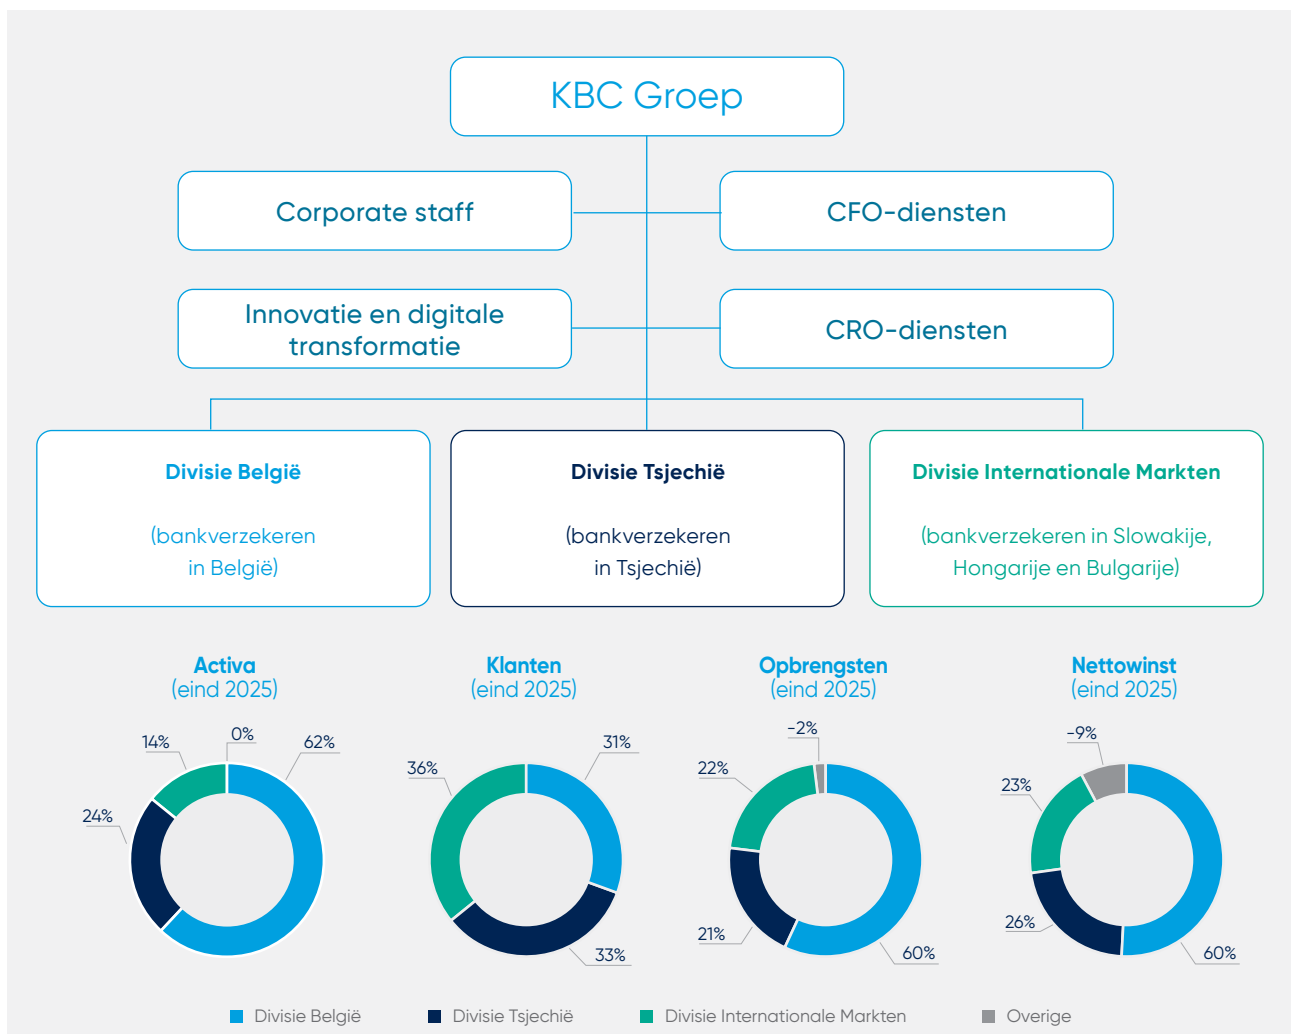 KBC Groep
Corporate staff
CFO-diensten
Innovatie en digitale
transformatie
CRO-diensten
Divisie België
(bankverzekeren
in België)
Divisie Tsjechië
(bankverzekeren
in Tsjechië)
Divisie Internationale Markten
(bankverzekeren in Slowakije,
Hongarije en Bulgarije)
Activa
(eind 2025)
14%
0%
62%
24%
Klanten
(eind 2025)
31%
36%
33%
Opbrengsten
(eind 2025)
-2%
22%
21%
60%
Nettowinst
(eind 2025)
-9%
23%
26%
60%
Divisie België
Divisie Tsjechië
Divisie Internationale Markten
Overige